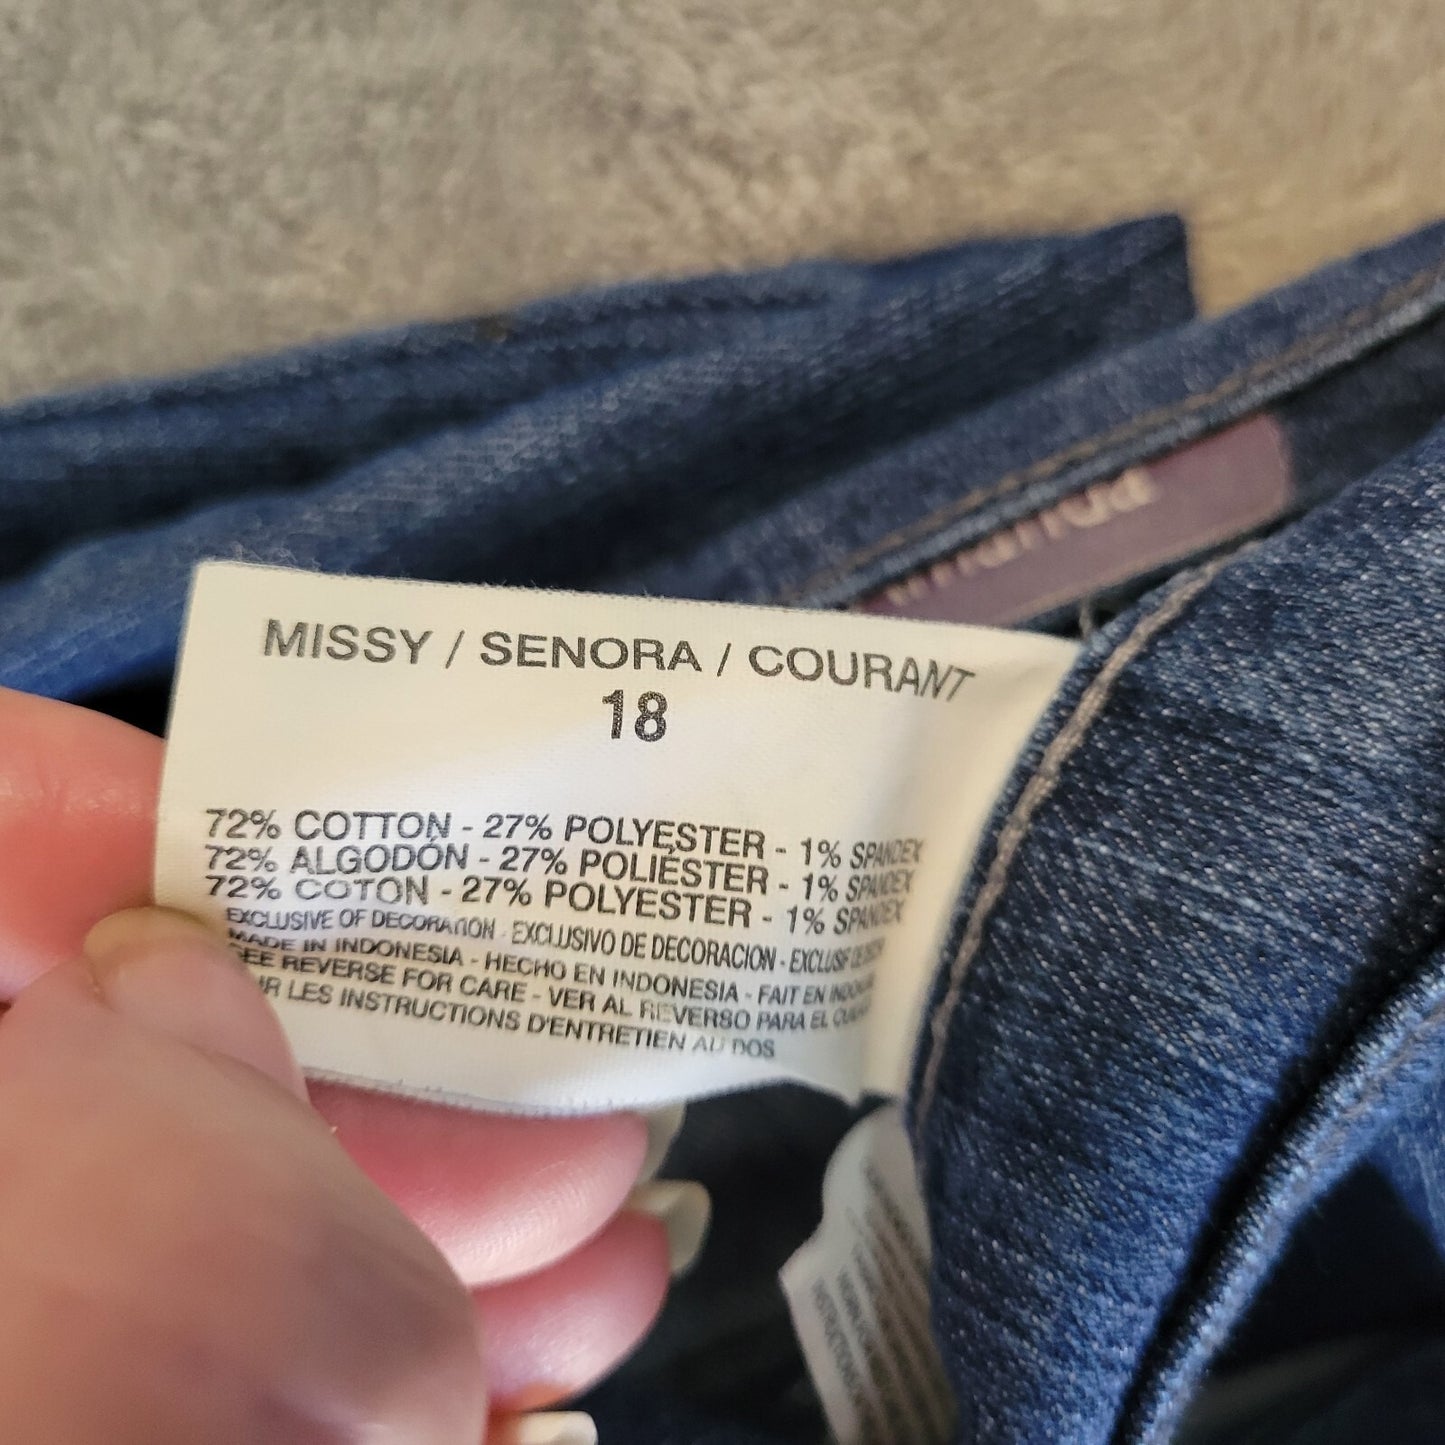 MISSY / SENORA / COURANT
18
72% COTTON - 27% POLYESTER - 1% SPANDEX
72% ALGODÓN - 27% POLIÉSTER - 1% SPANDEX
72% COTON - 27% POLYESTER - 1% SPANDEX
EXCLUSIVE OF DECORATION - EXCLUSIVO DE DECORACION - EXCLUSIF DE
MADE IN INDONESIA - HECHO EN INDONESIA - FAIT EN
SEE REVERSE FOR CARE - VER AL REVERSO PARA EL
LES INSTRUCTIONS D'ENTRETIEN AU DOS